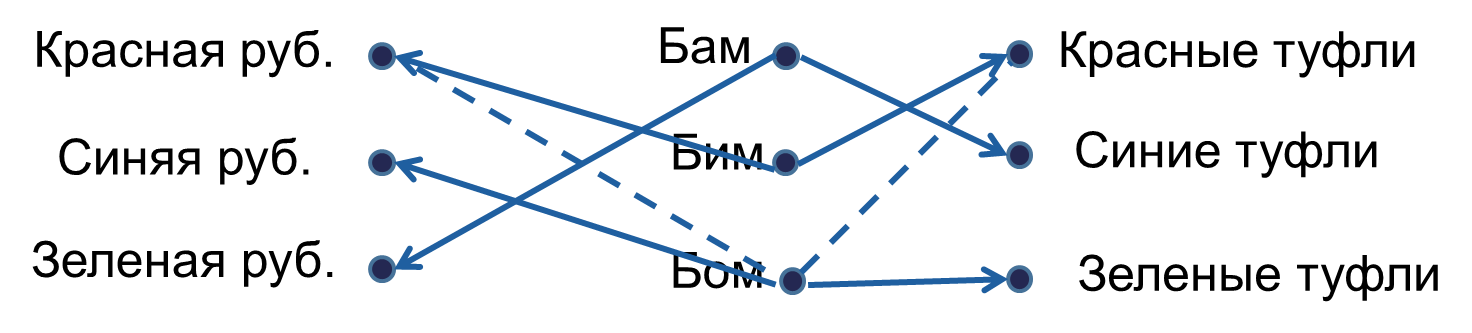 Красная руб. Бам Красные туфли
Синяя руб. Бим Синие туфли
Зеленая руб. Бом Зеленые туфли